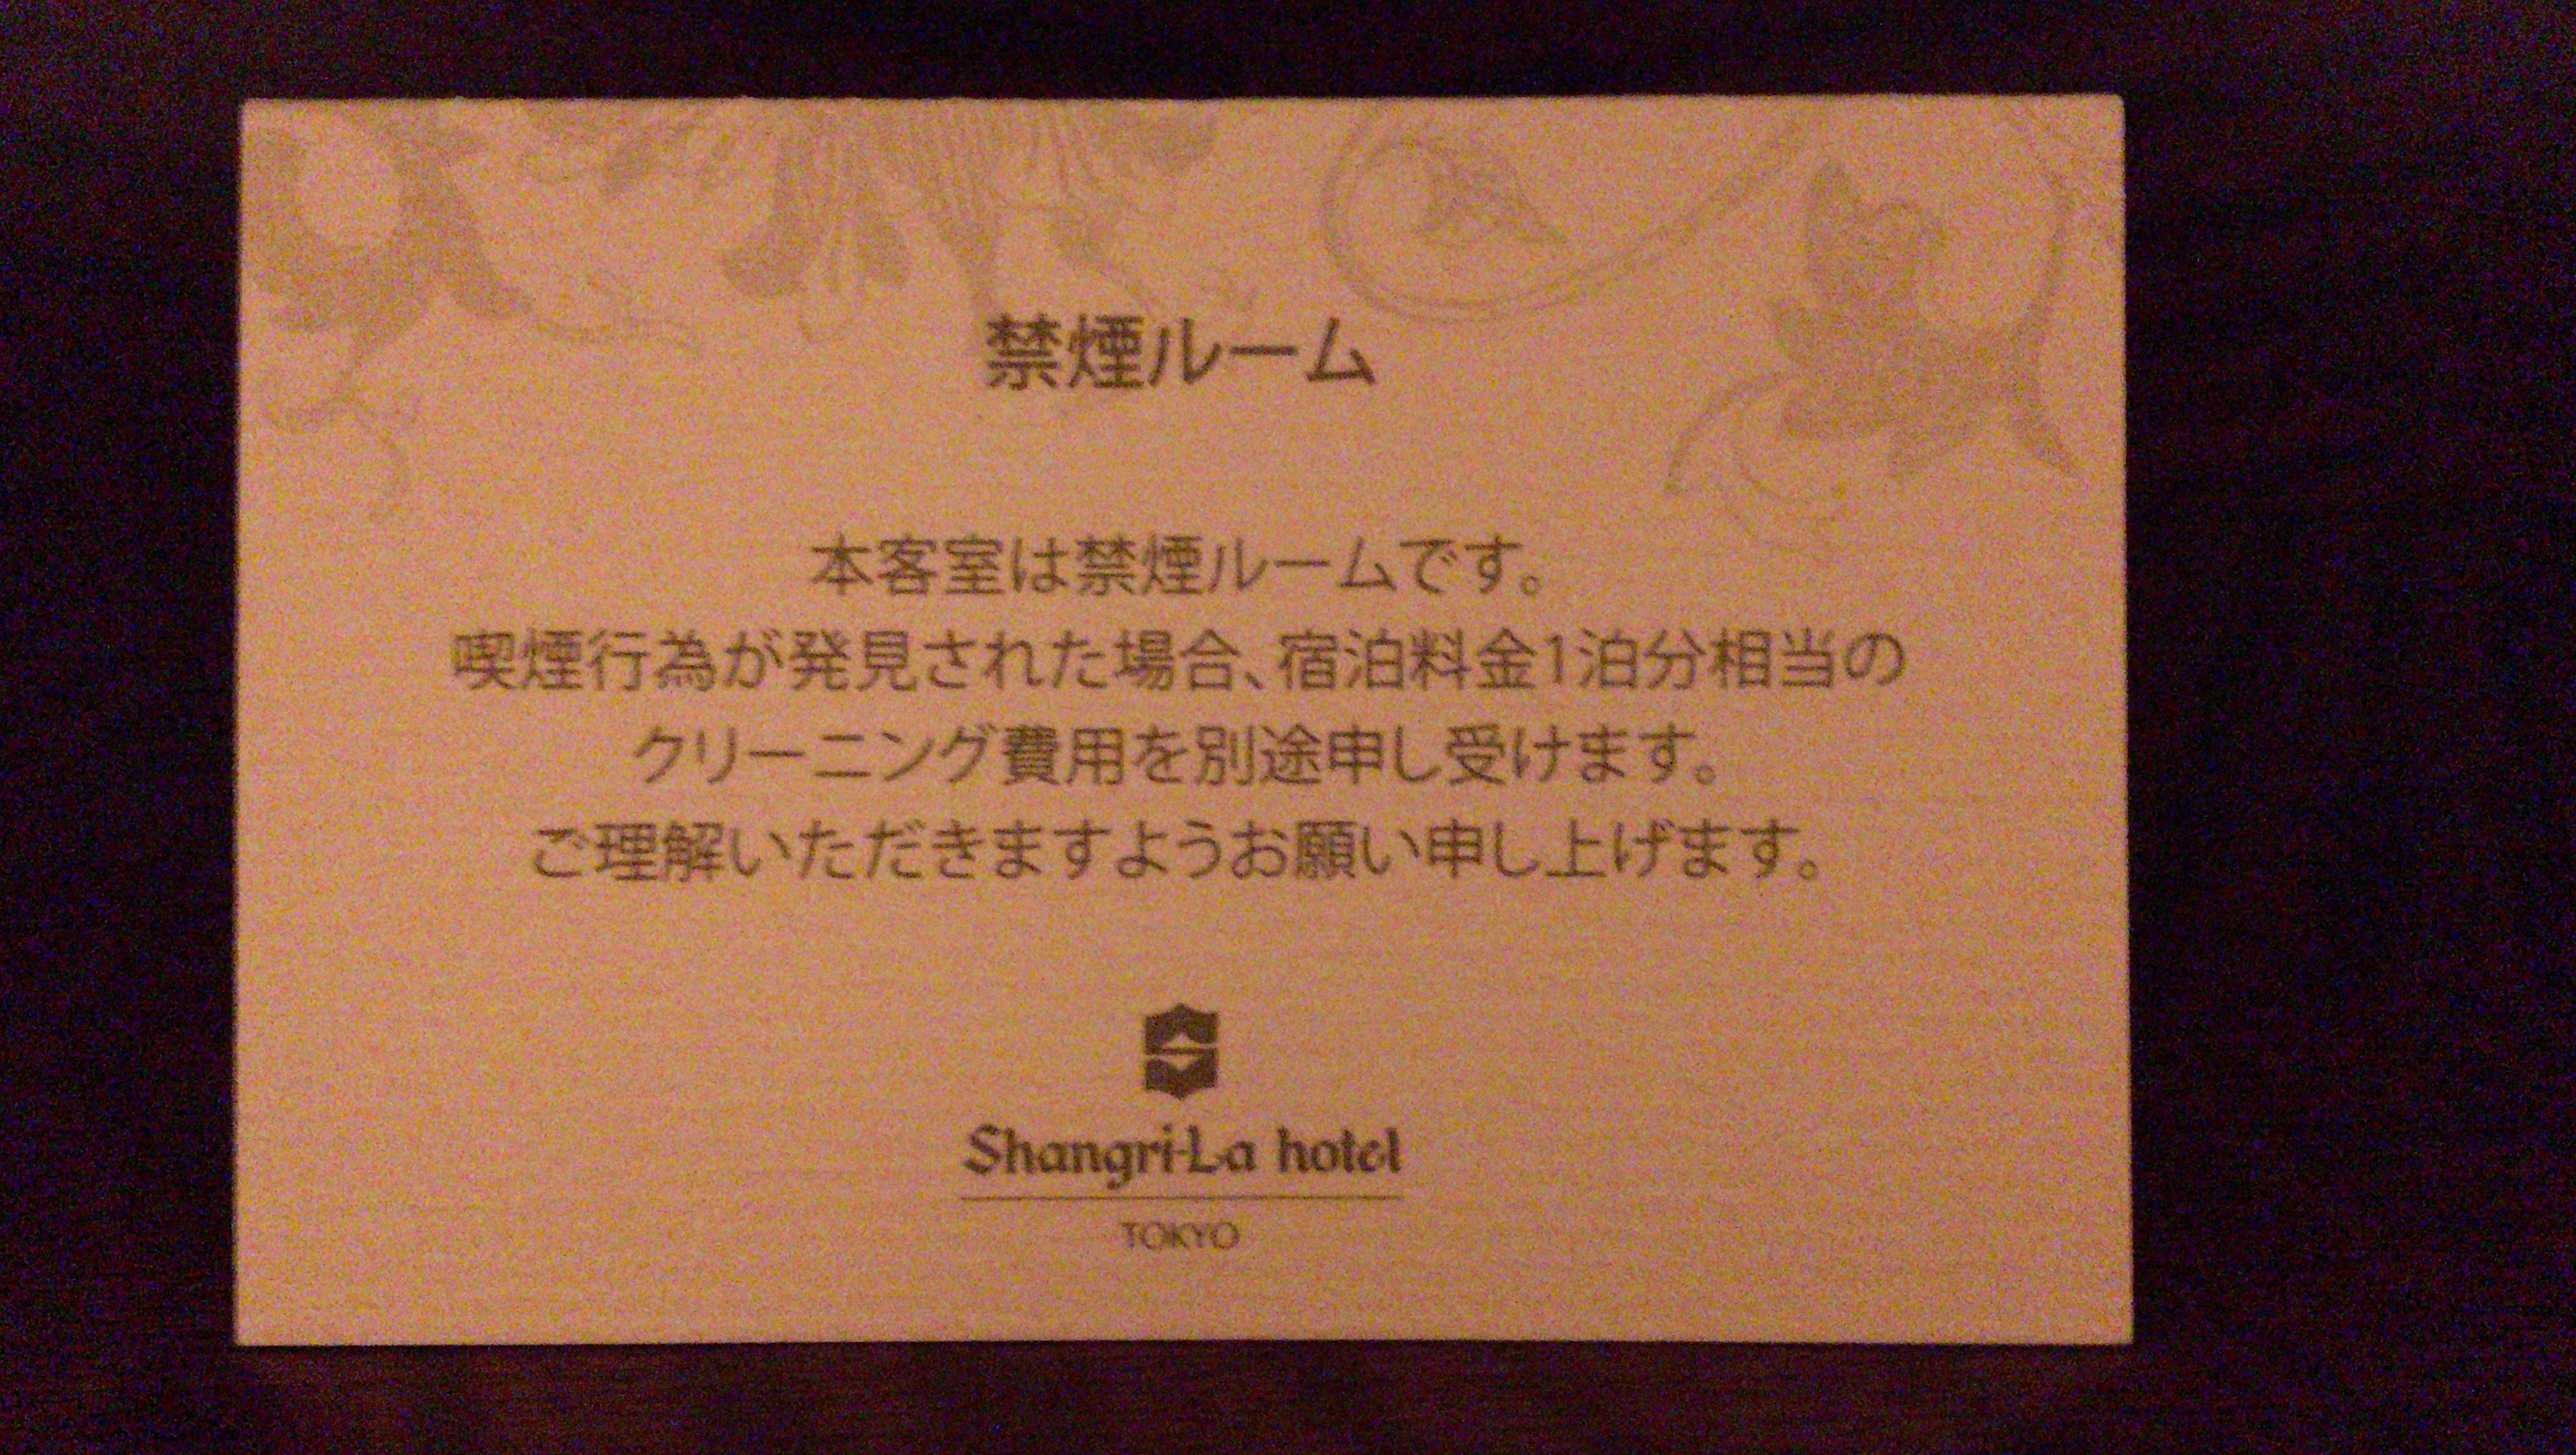 禁煙ルーム
本客室は禁煙ルームです。
喫煙行為が発見された場合、宿泊料金1泊分相当の
クリーニング費用を別途申し受けます。
ご理解いただきますようお願い申し上げます。
Shangri-La hotel
TOKYO